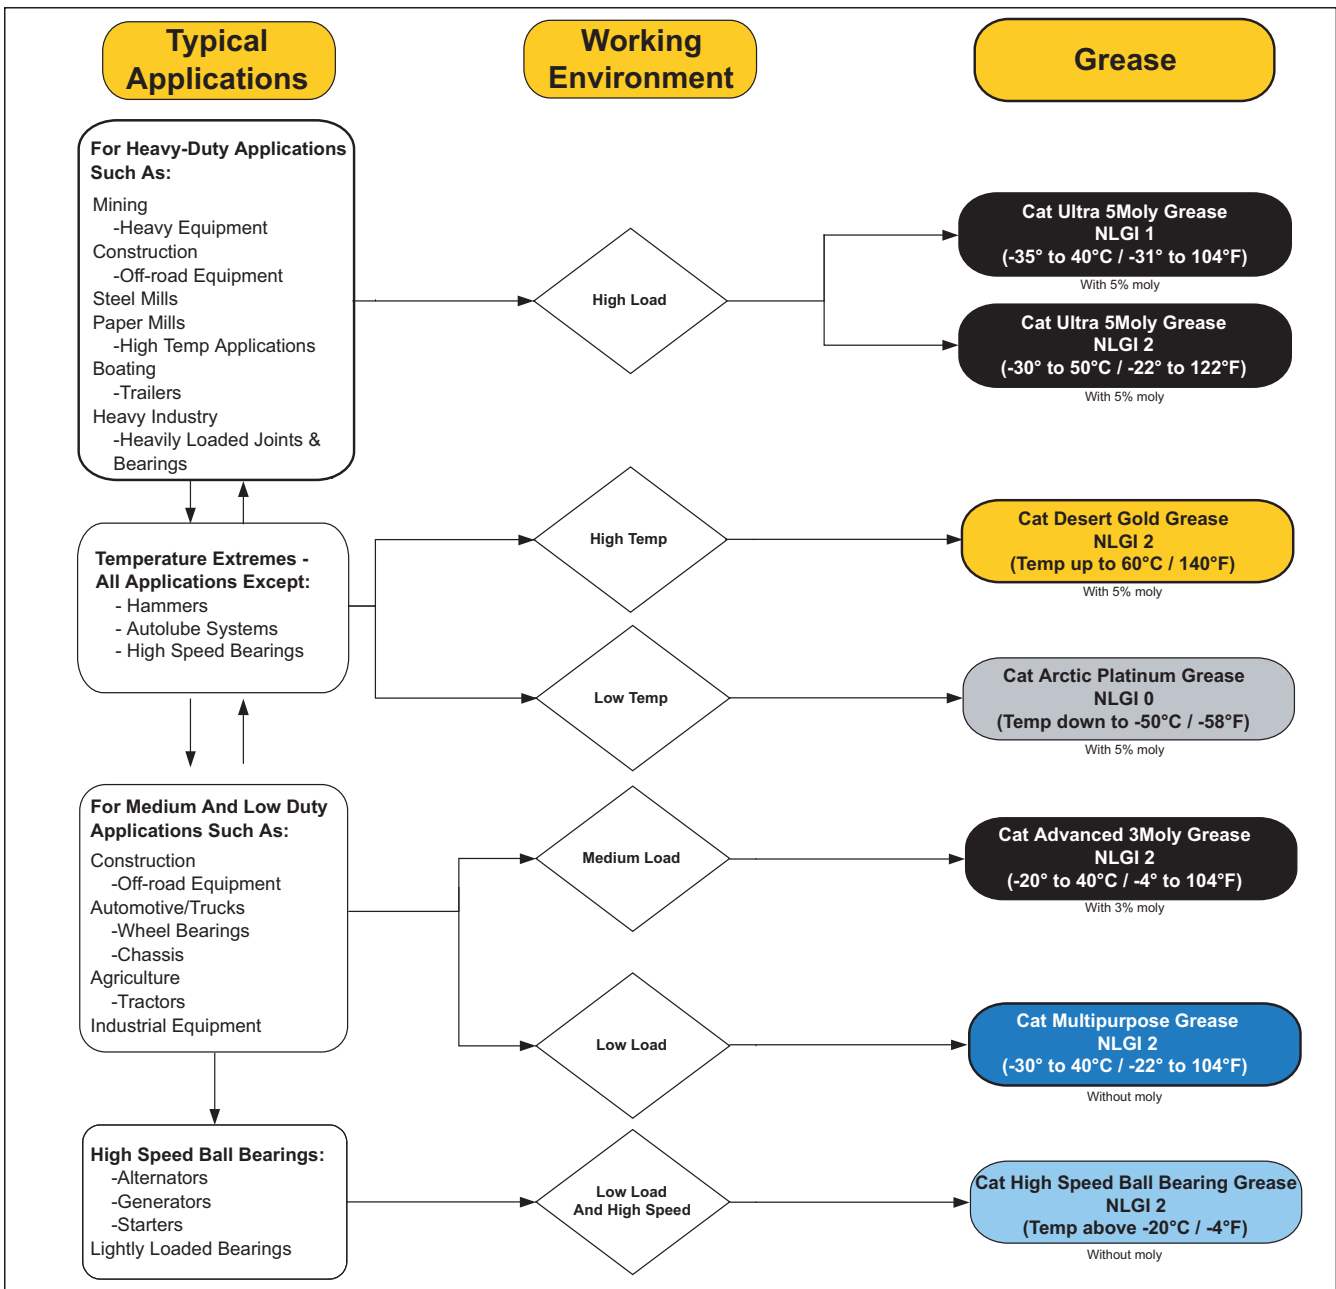 Typical
Applications
Working
Environment
Grease
For Heavy-Duty Applications
Such As:
Mining
-Heavy Equipment
Construction
-Off-road Equipment
Steel Mills
Paper Mills
-High Temp Applications
Boating
-Trailers
Heavy Industry
-Heavily Loaded Joints &
Bearings
High Load
Cat Ultra 5Moly Grease
NLGI 1
(-35° to 40°C / -31° to 104°F)
With 5% moly
Cat Ultra 5Moly Grease
NLGI 2
(-30° to 50°C / -22° to 122°F)
With 5% moly
Temperature Extremes -
All Applications Except:
- Hammers
- Autolube Systems
- High Speed Bearings
High Temp
Cat Desert Gold Grease
NLGI 2
(Temp up to 60°C / 140°F)
With 5% moly
Low Temp
Cat Arctic Platinum Grease
NLGI 0
(Temp down to -50°C / -58°F)
With 5% moly
For Medium And Low Duty
Applications Such As:
Construction
-Off-road Equipment
Automotive/Trucks
-Wheel Bearings
-Chassis
Agriculture
-Tractors
Industrial Equipment
Medium Load
Cat Advanced 3Moly Grease
NLGI 2
(-20° to 40°C / -4° to 104°F)
With 3% moly
Low Load
Cat Multipurpose Grease
NLGI 2
(-30° to 40°C / -22° to 104°F)
Without moly
High Speed Ball Bearings:
-Alternators
-Generators
-Starters
Lightly Loaded Bearings
Low Load
And High Speed
Cat High Speed Ball Bearing Grease
NLGI 2
(Temp above -20°C / -4°F)
Without moly